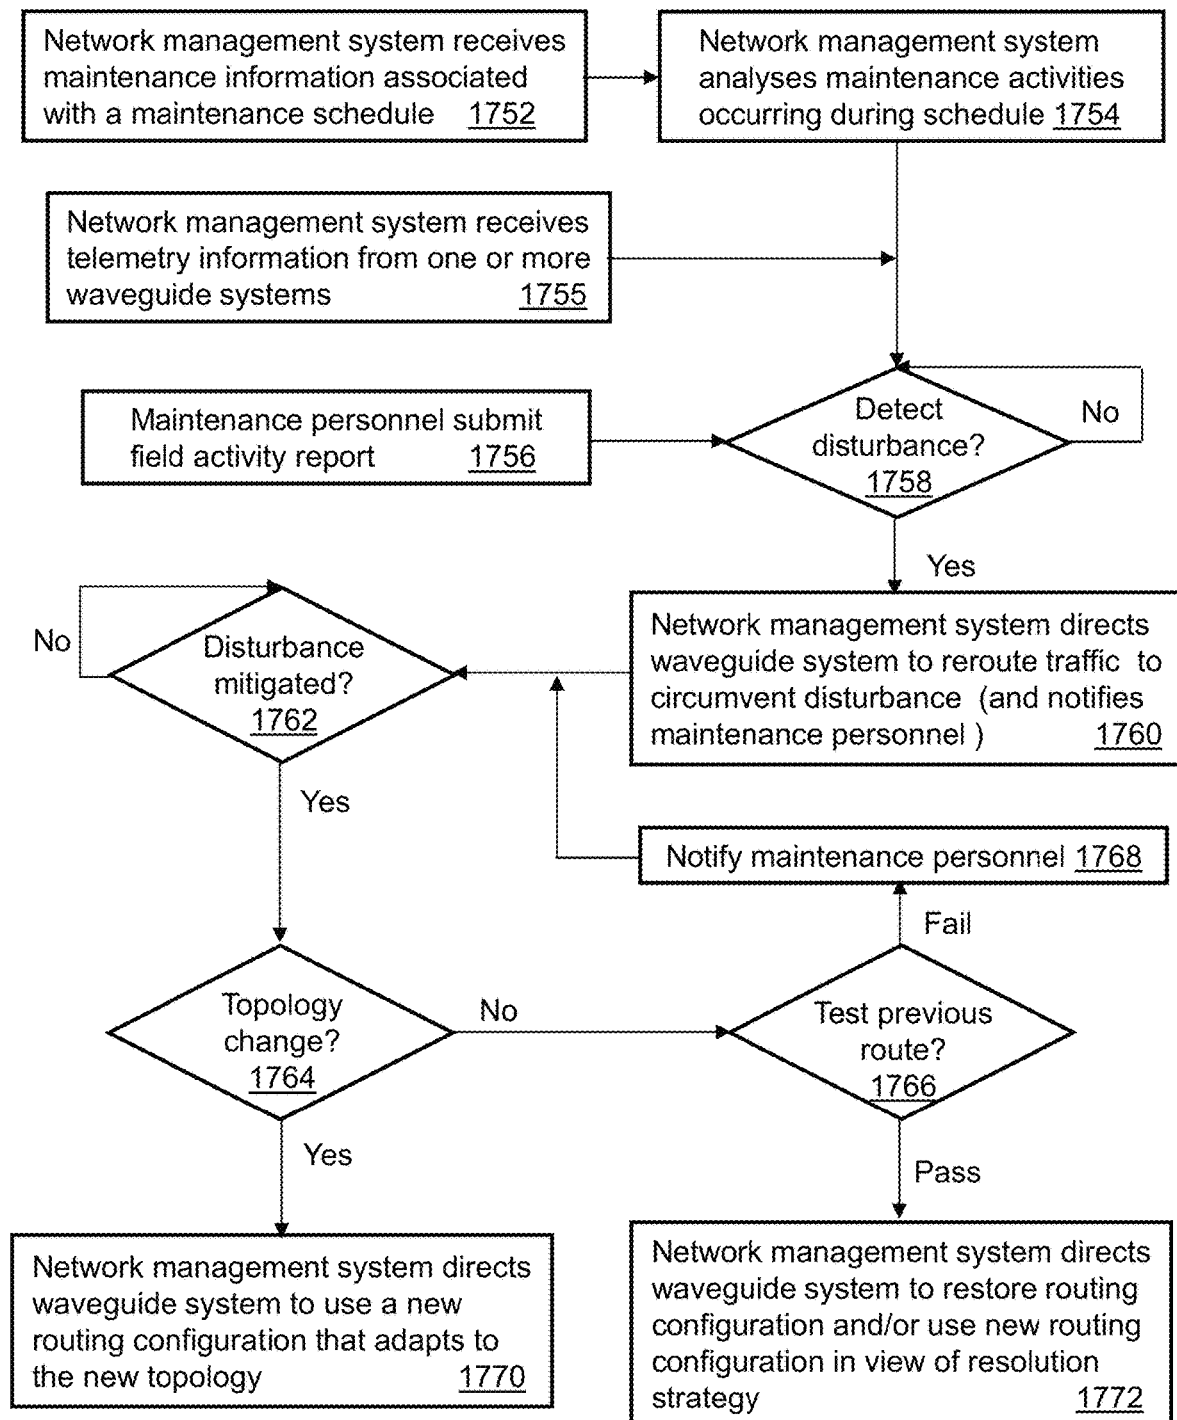 Network management system receives
maintenance information associated
with a maintenance schedule 1752
Network management system
analyses maintenance activities
occurring during schedule 1754
Network management system receives
telemetry information from one or more
waveguide systems 1755
Maintenance personnel submit
field activity report 1756
Detect
disturbance?
1758
No
Yes
Network management system directs
waveguide system to reroute traffic to
circumvent disturbance (and notifies
maintenance personnel ) 1760
No
Disturbance
mitigated?
1762
Yes
Notify maintenance personnel 1768
Fail
Topology
change?
1764
No
Test previous
route?
1766
Yes
Pass
Network management system directs
waveguide system to use a new
routing configuration that adapts to
the new topology 1770
Network management system directs
waveguide system to restore routing
configuration and/or use new routing
configuration in view of resolution
strategy 1772